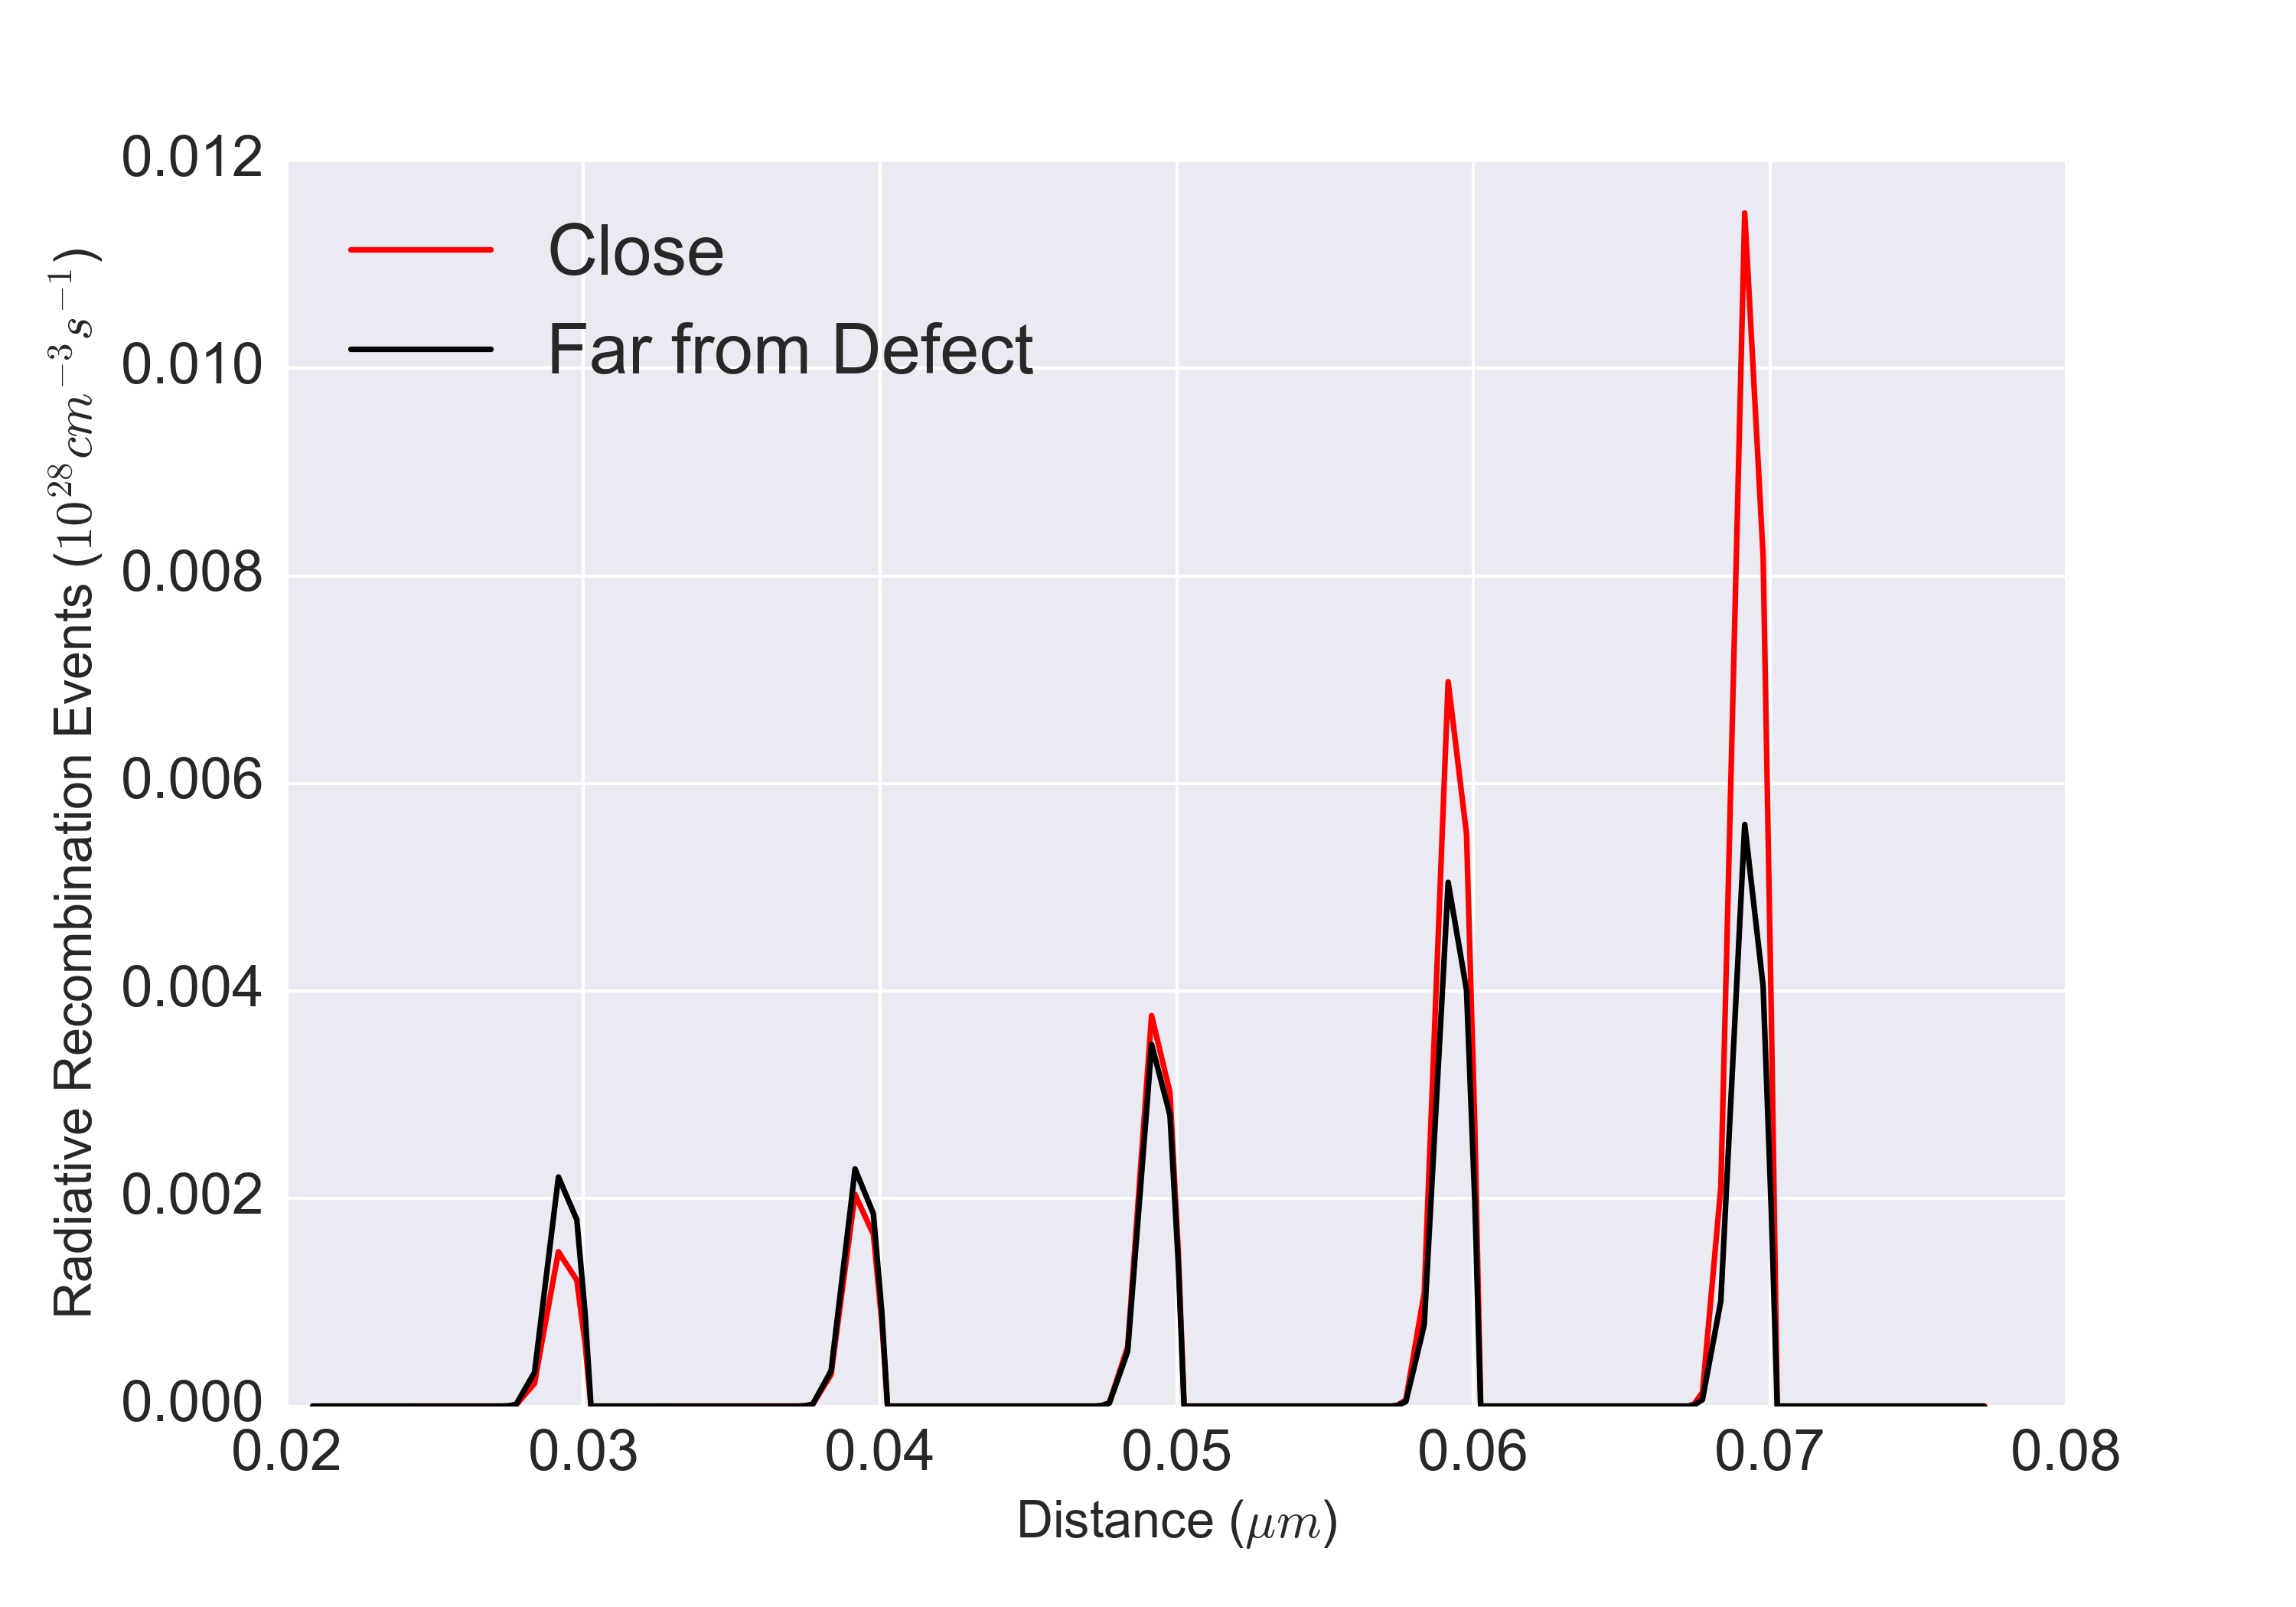 0.012
0.010
0.008
0.006
0.004
0.002
0.000
Radiative Recombination Events ($10^{28} cm^{-3} s^{-1}$)
Close
Far from Defect
0.02 0.03 0.04 0.05 0.06 0.07 0.08
Distance ($\mu m$)